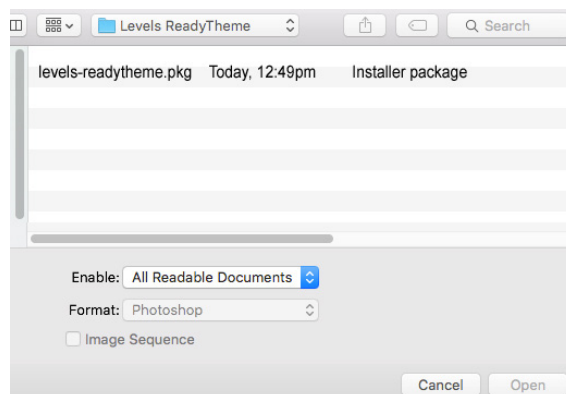 Levels ReadyTheme Search
levels-readytheme.pkg Today, 12:49pm Installer package
Enable: All Readable Documents
Format: Photoshop
Image Sequence
Cancel Open